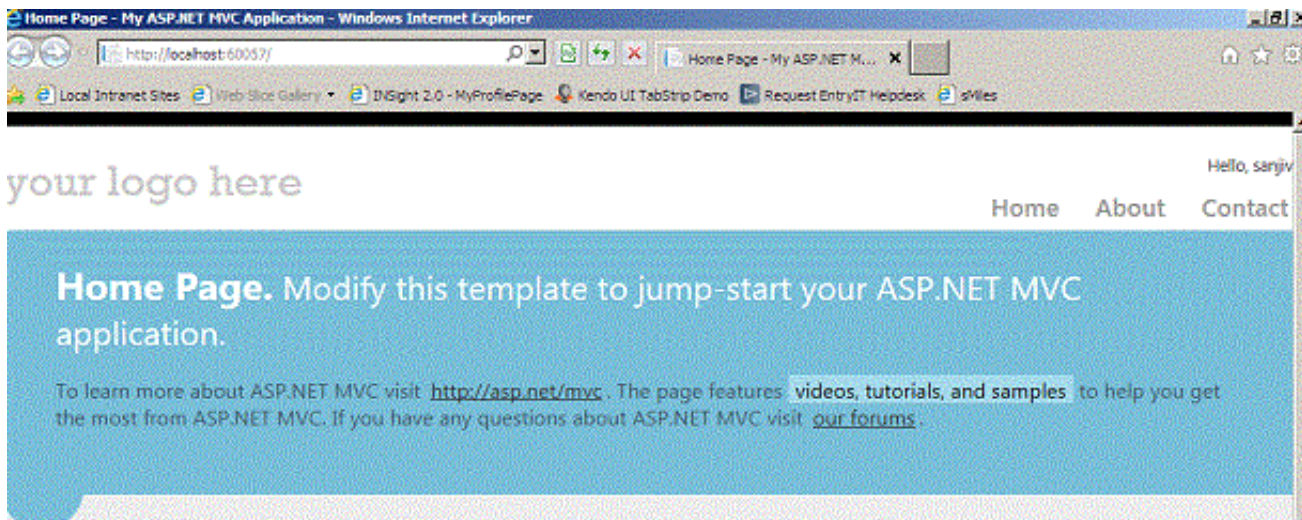 Home Page - My ASP.NET MVC Application - Windows Internet Explorer
http://localhost:60057/
Home Page - My ASP.NET M...
Local Intranet Sites Web Slice Gallery INSight 2.0 - MyProfilePage Kendo UI TabStrip Demo Request EntryIT Helpdesk sMiles
Hello, sanjiv
your logo here
Home About Contact
Home Page. Modify this template to jump-start your ASP.NET MVC
application.
To learn more about ASP.NET MVC visit http://asp.net/mvc . The page features videos, tutorials, and samples to help you get
the most from ASP.NET MVC. If you have any questions about ASP.NET MVC visit our forums .